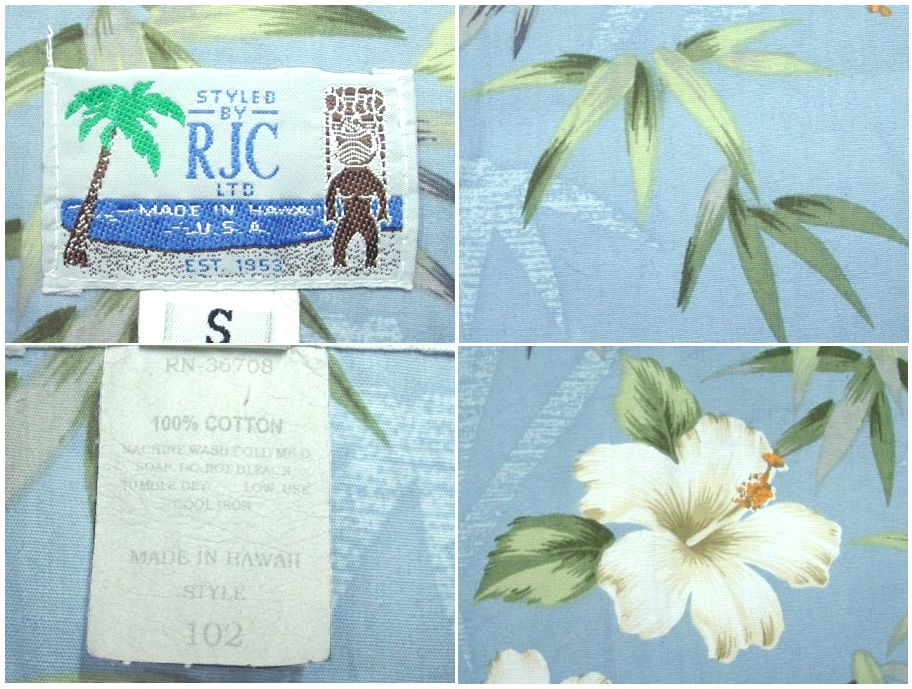 STYLED
BY
RJC
LTD
MADE IN HAWAII
U.S.A
EST. 1953
S
RN-36708
100% COTTON
MACHINE WASH COLD MILD
SOAP DO NOT BLEACH
TUMBLE DRY LOW USE
COOL IRON
MADE IN HAWAII
STYLE
102